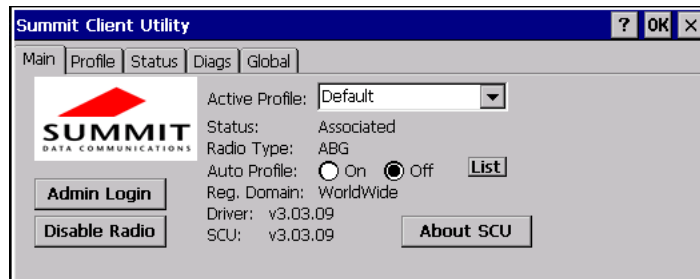 Summit Client Utility ? OK ×
Main Profile Status Diags Global
SUMMIT
DATA COMMUNICATIONS
Admin Login
Disable Radio
Active Profile: Default
Status: Associated
Radio Type: ABG
Auto Profile: On Off List
Reg. Domain: WorldWide
Driver: v3.03.09
SCU: v3.03.09
About SCU